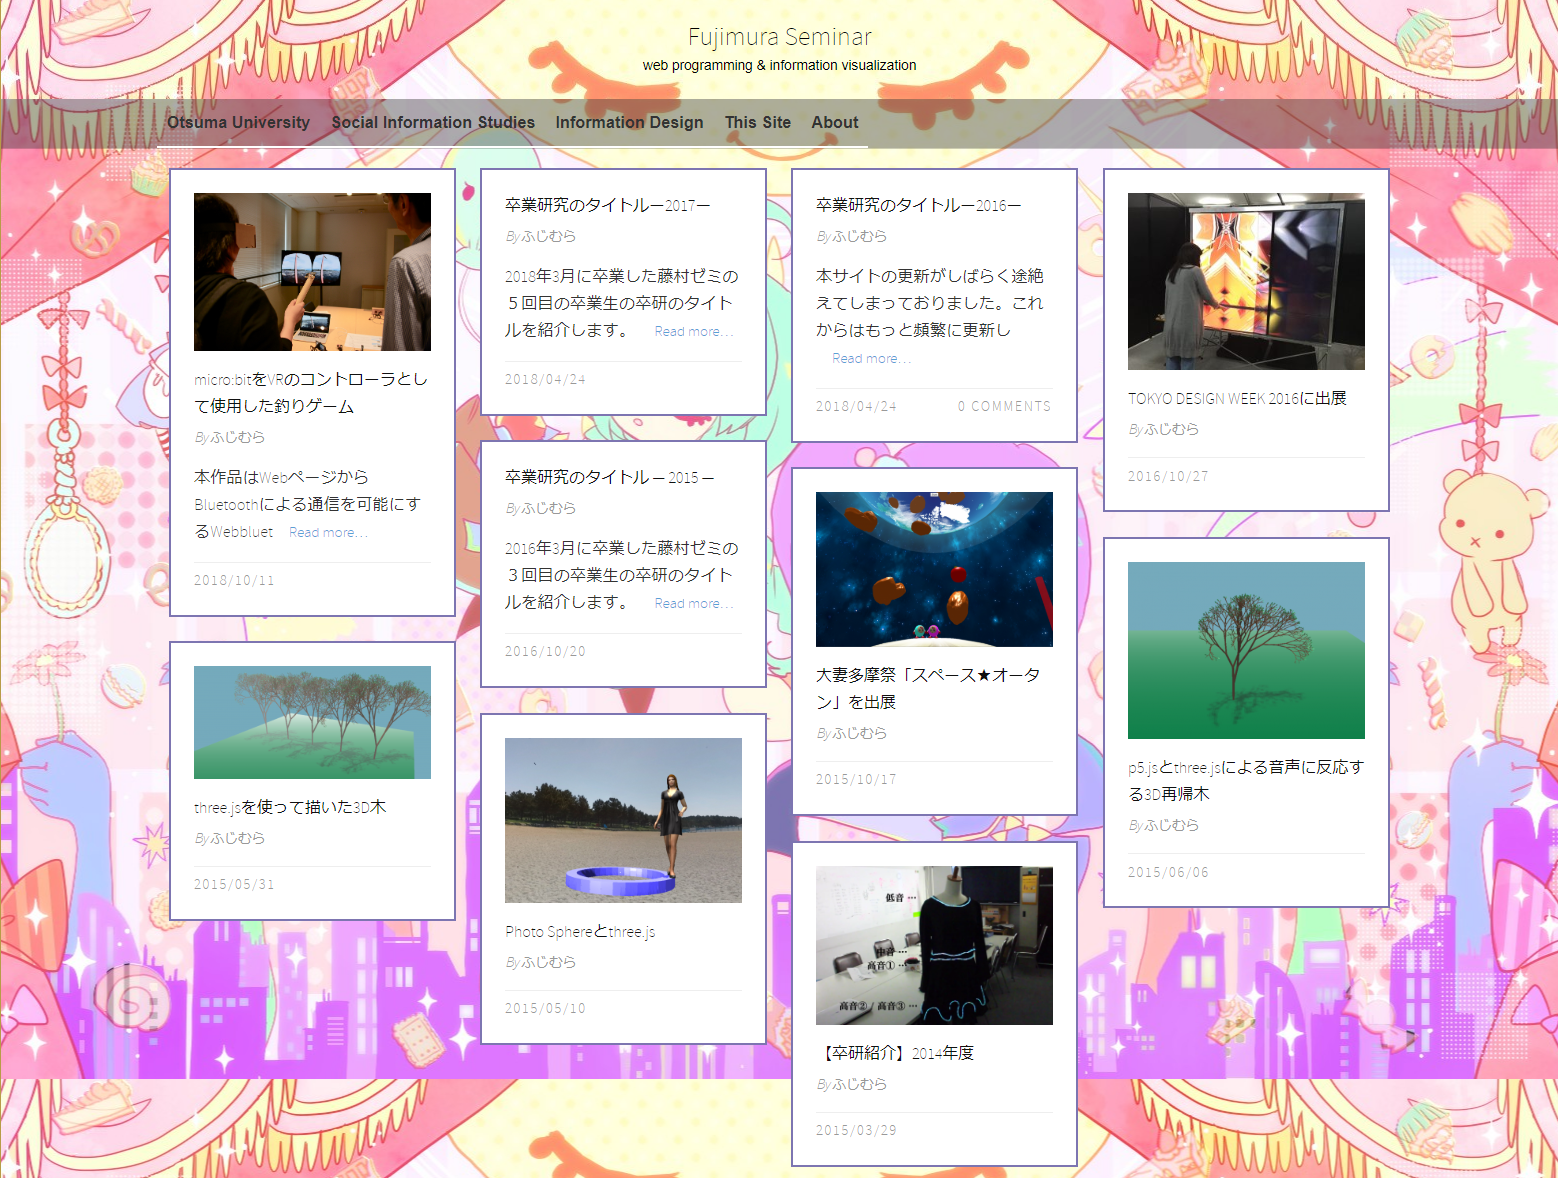 Fujimura Seminar
web programming & information visualization
Otsuma University
Social Information Studies
Information Design
This Site
About
micro:bitをVRのコントローラとし
て使用した釣りゲーム
By ふじむら
本作品はWebページから
Bluetoothによる通信を可能にす
るWebbluet Read more…
2018/10/11
three.jsを使って描いた3D木
By ふじむら
2015/05/31
卒業研究のタイトルー2017ー
By ふじむら
2018年3月に卒業した藤村ゼミの
５回目の卒業生の卒研のタイト
ルを紹介します。 Read more…
2018/04/24
卒業研究のタイトル ─ 2015 ─
By ふじむら
2016年3月に卒業した藤村ゼミの
３回目の卒業生の卒研のタイト
ルを紹介します。 Read more…
2016/10/20
Photo Sphereとthree.js
By ふじむら
2015/05/10
卒業研究のタイトルー2016ー
By ふじむら
本サイトの更新がしばらく途絶
えてしまっておりました。これ
からはもっと頻繁に更新し
Read more…
2018/04/24 0 COMMENTS
大妻多摩祭「スペース★オータ
ン」を出展
By ふじむら
2015/10/17
低音 …
中音 …
高音① …
高音② / 高音③ …
【卒研紹介】2014年度
By ふじむら
2015/03/29
TOKYO DESIGN WEEK 2016に出展
By ふじむら
2016/10/27
p5.jsとthree.jsによる音声に反応す
る3D再帰木
By ふじむら
2015/06/06